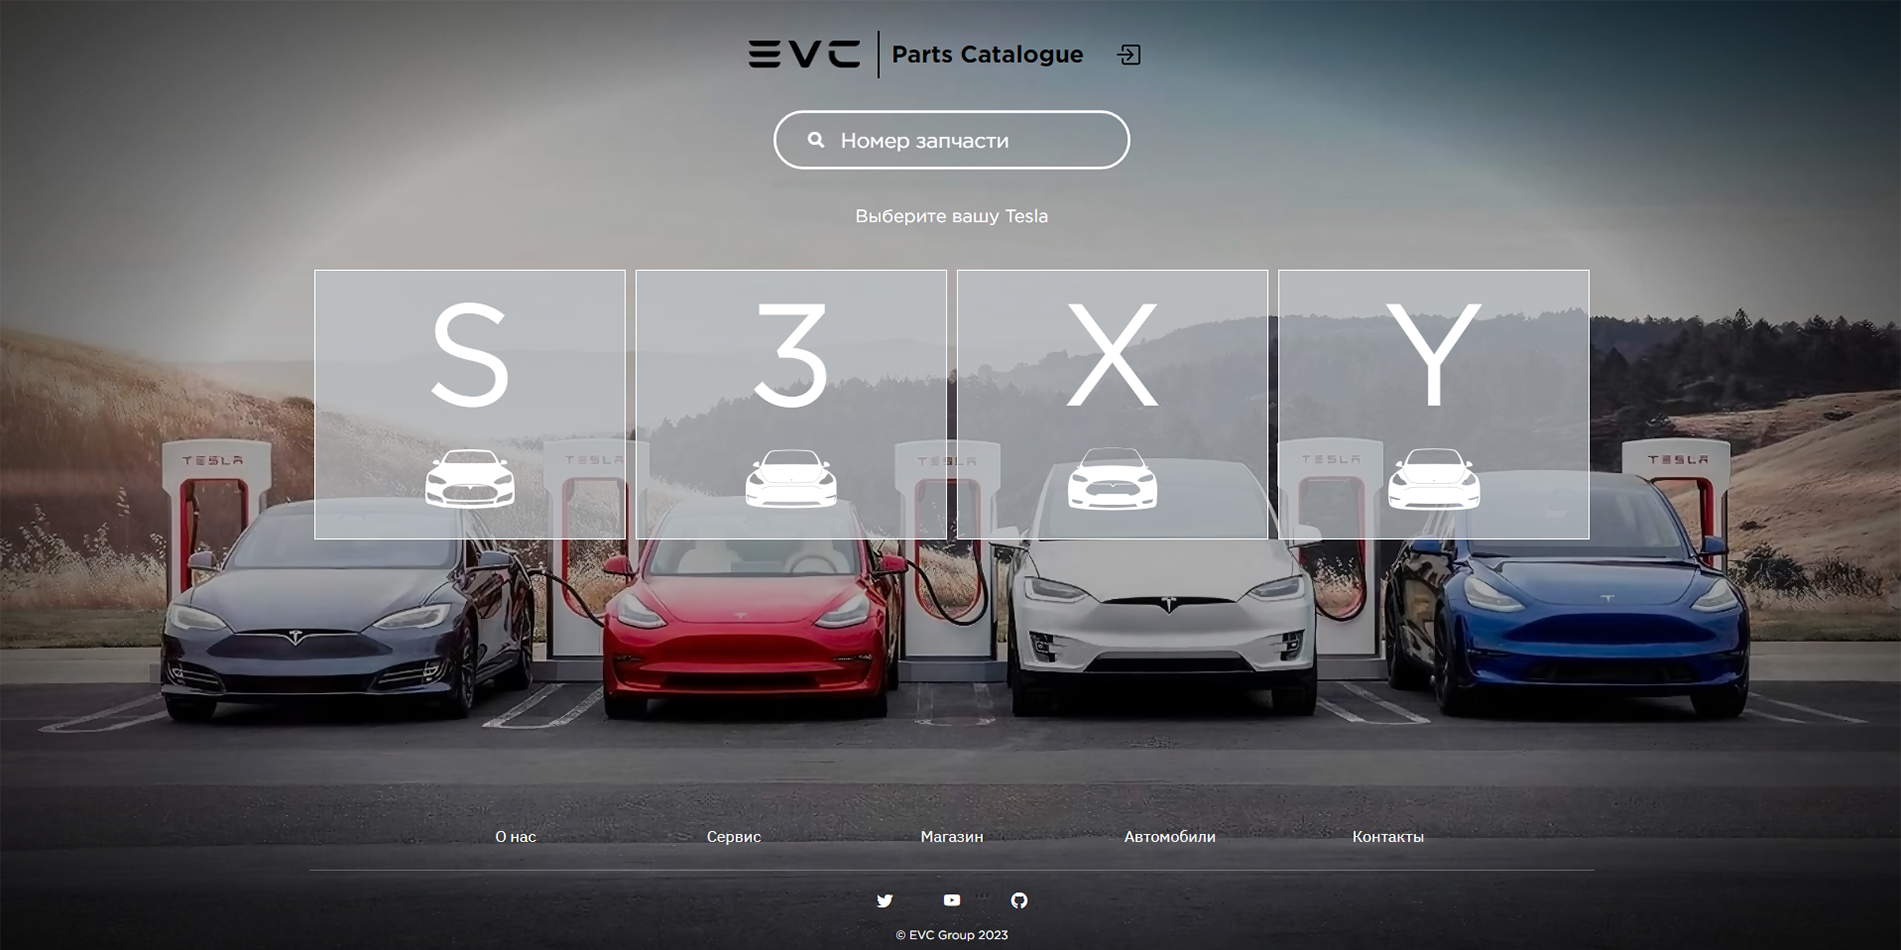 EVC | Parts Catalogue
Номер запчасти
Выберите вашу Tesla
S 3 X Y
TESLA TESLA TESLA TESLA TESLA
О нас Сервис Магазин Автомобили Контакты
© EVC Group 2023